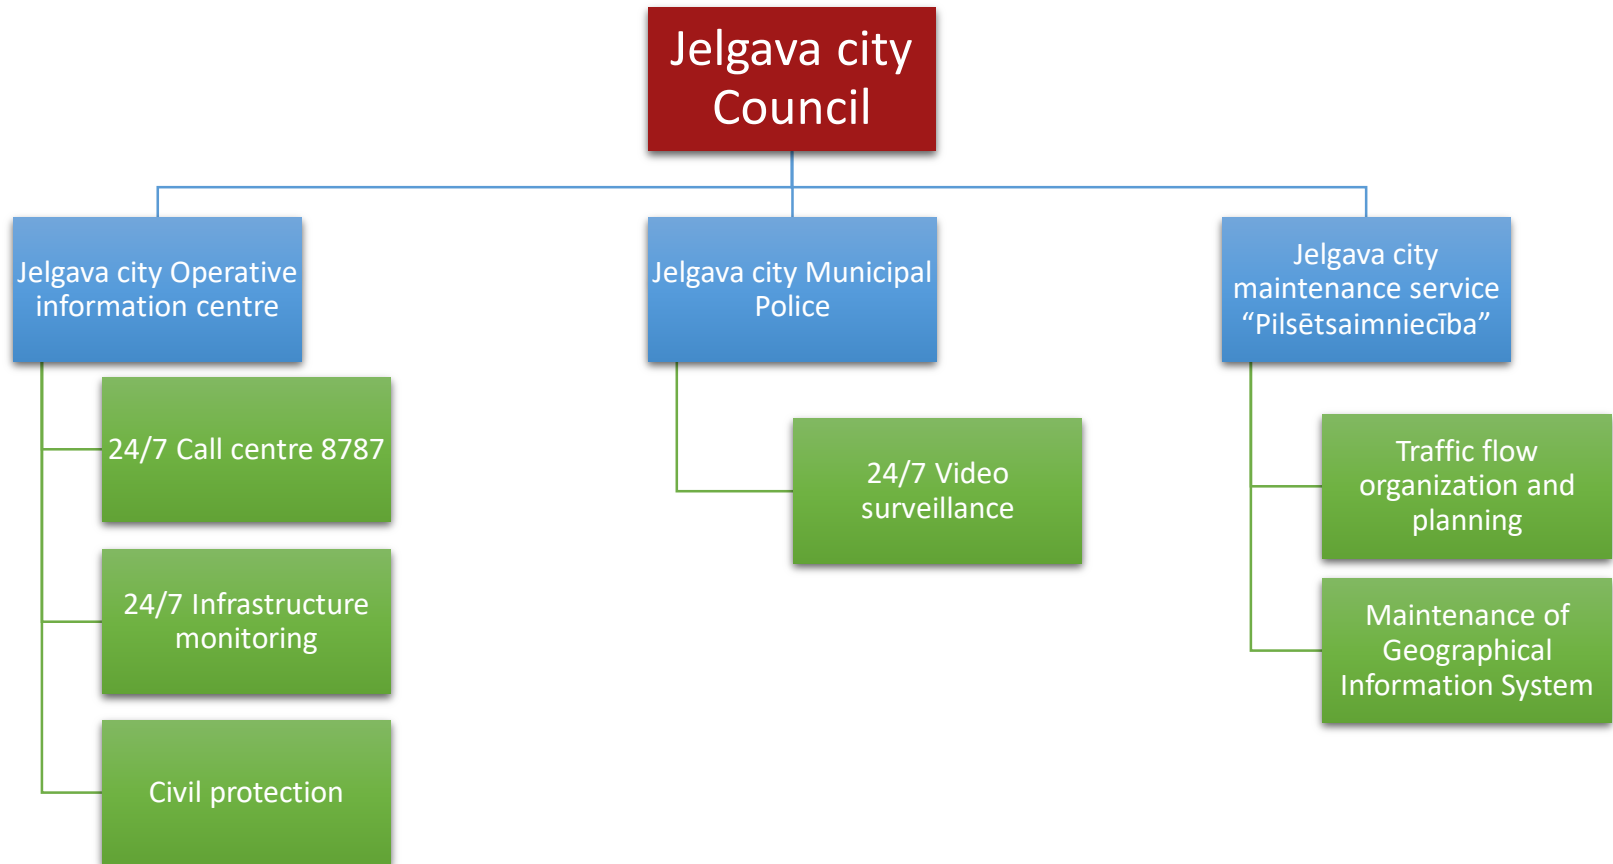 Jelgava city
Council
Jelgava city Operative
information centre
24/7 Call centre 8787
24/7 Infrastructure
monitoring
Civil protection
Jelgava city Municipal
Police
24/7 Video
surveillance
Jelgava city
maintenance service
“Pilsētsaimniecība”
Traffic flow
organization and
planning
Maintenance of
Geographical
Information System